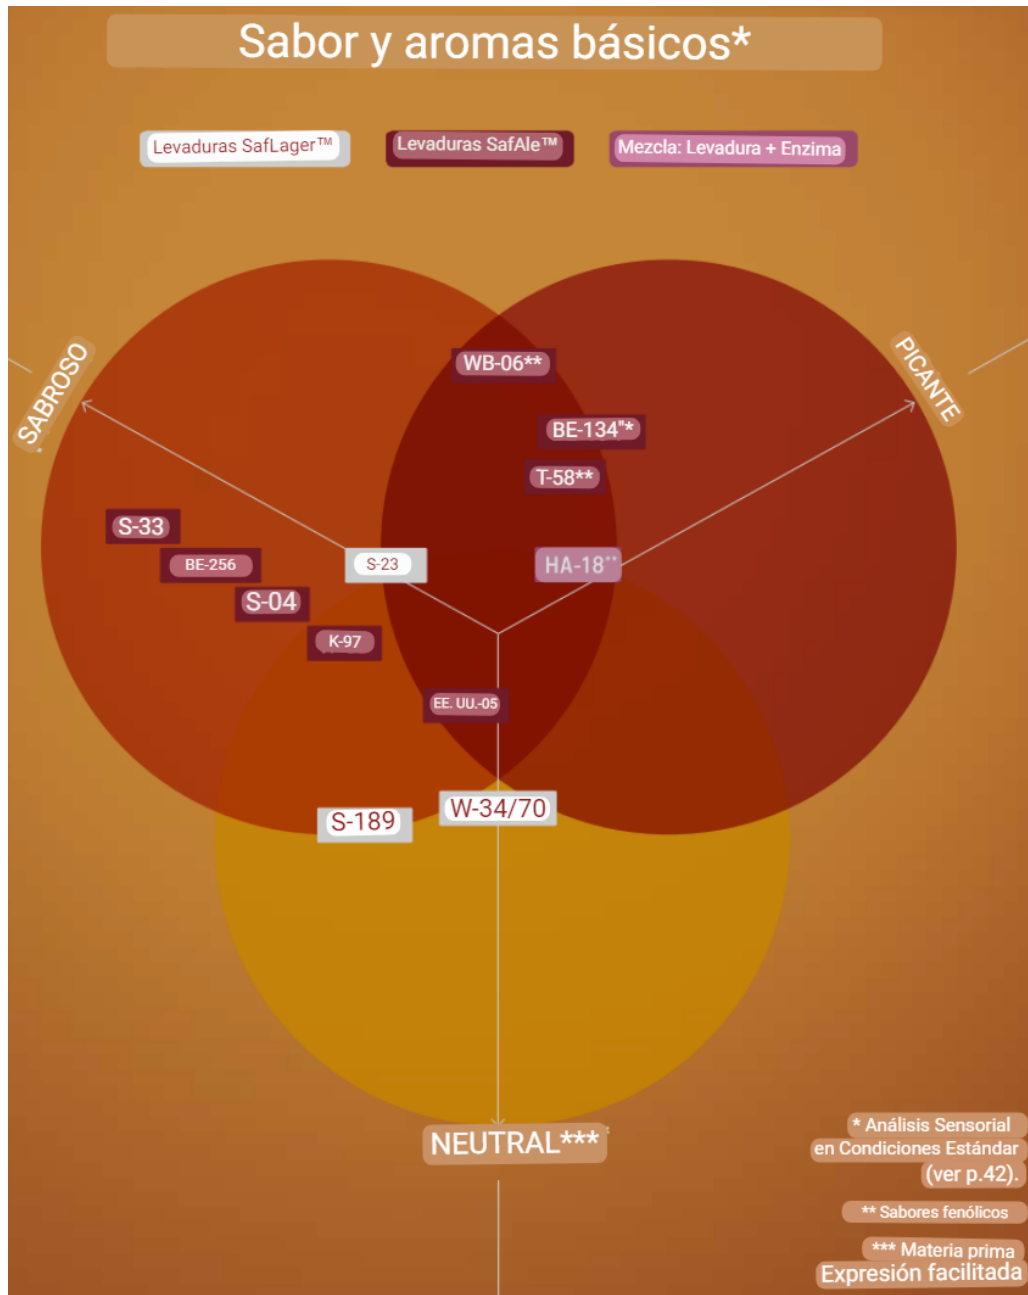 Sabor y aromas básicos*
Levaduras SafLager™
Levaduras SafAle™
Mezcla: Levadura + Enzima
SABROSO
PICANTE
WB-06**
BE-134"*
T-58**
S-33
BE-256
S-23
HA-18**
S-04
K-97
EE. UU.-05
S-189
W-34/70
NEUTRAL***
* Análisis Sensorial
en Condiciones Estándar
(ver p.42).
** Sabores fenólicos
*** Materia prima
Expresión facilitada